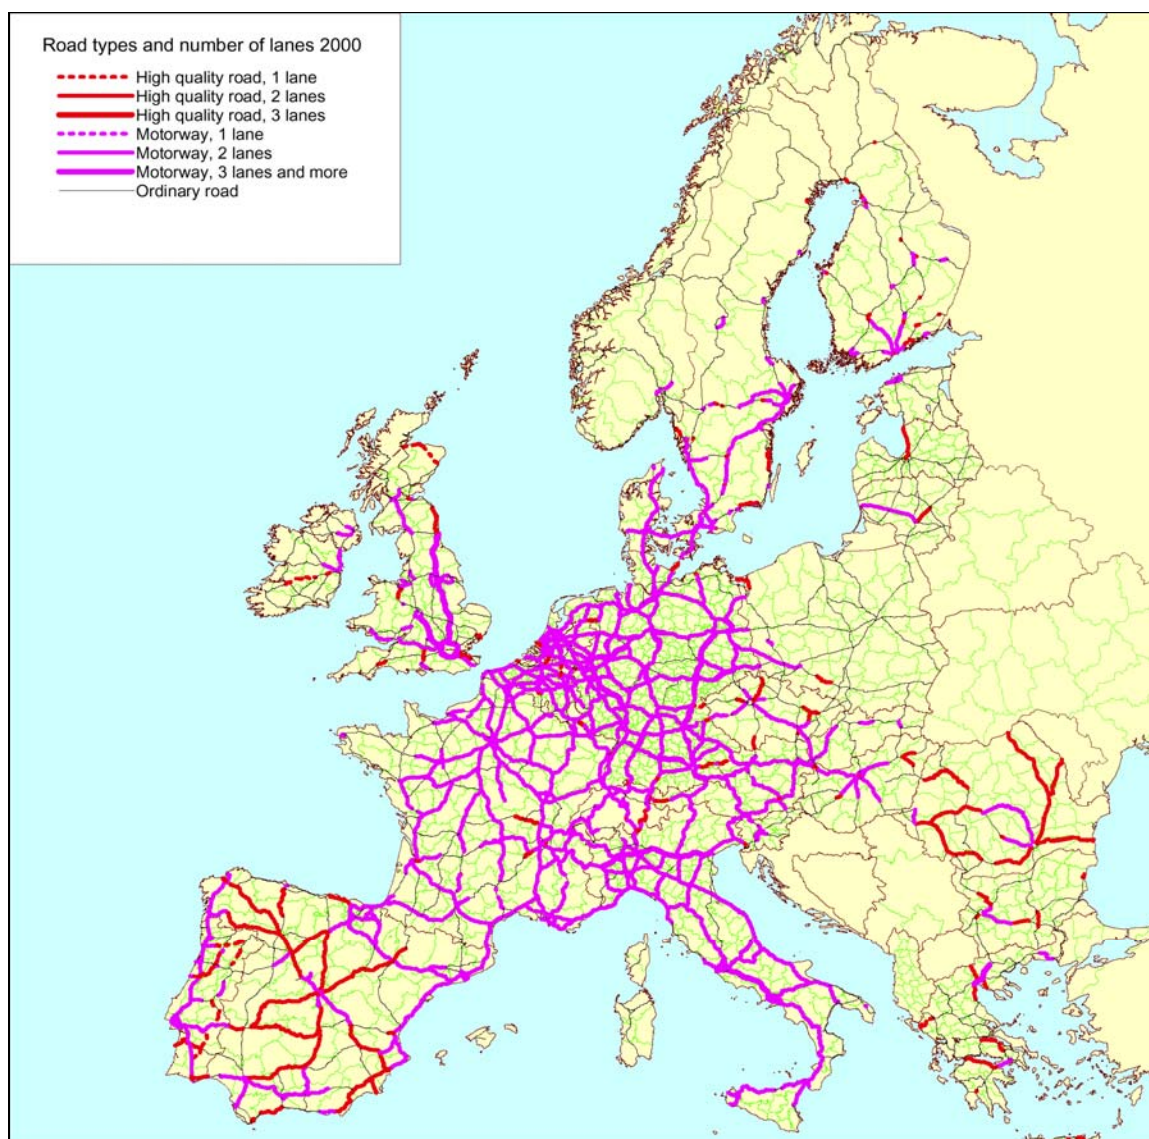 Road types and number of lanes 2000
High quality road, 1 lane
High quality road, 2 lanes
High quality road, 3 lanes
Motorway, 1 lane
Motorway, 2 lanes
Motorway, 3 lanes and more
Ordinary road